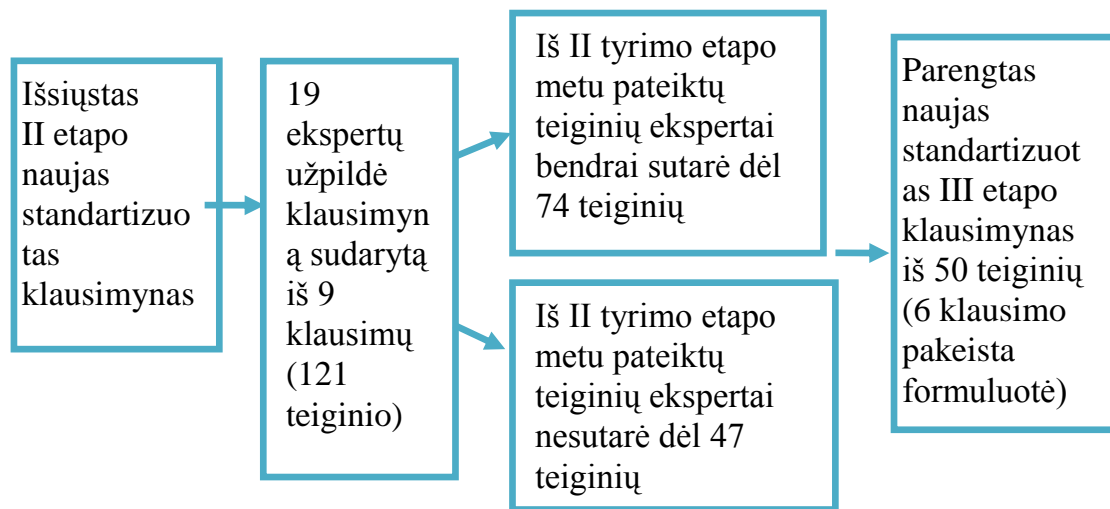 Išsiųstas
II etapo
naujas
standartizuo
tas
klausimynas
19
ekspertų
užpildė
klausimyn
ą sudarytą
iš 9
klausimų
(121
teiginio)
Iš II tyrimo etapo
metu pateiktų
teiginių ekspertai
bendrai sutarė dėl
74 teiginių
Iš II tyrimo etapo
metu pateiktų
teiginių ekspertai
nesutarė dėl 47
teiginių
Parengtas
naujas
standartizuot
as III etapo
klausimynas
iš 50 teiginių
(6 klausimo
pakeista
formuluotė)